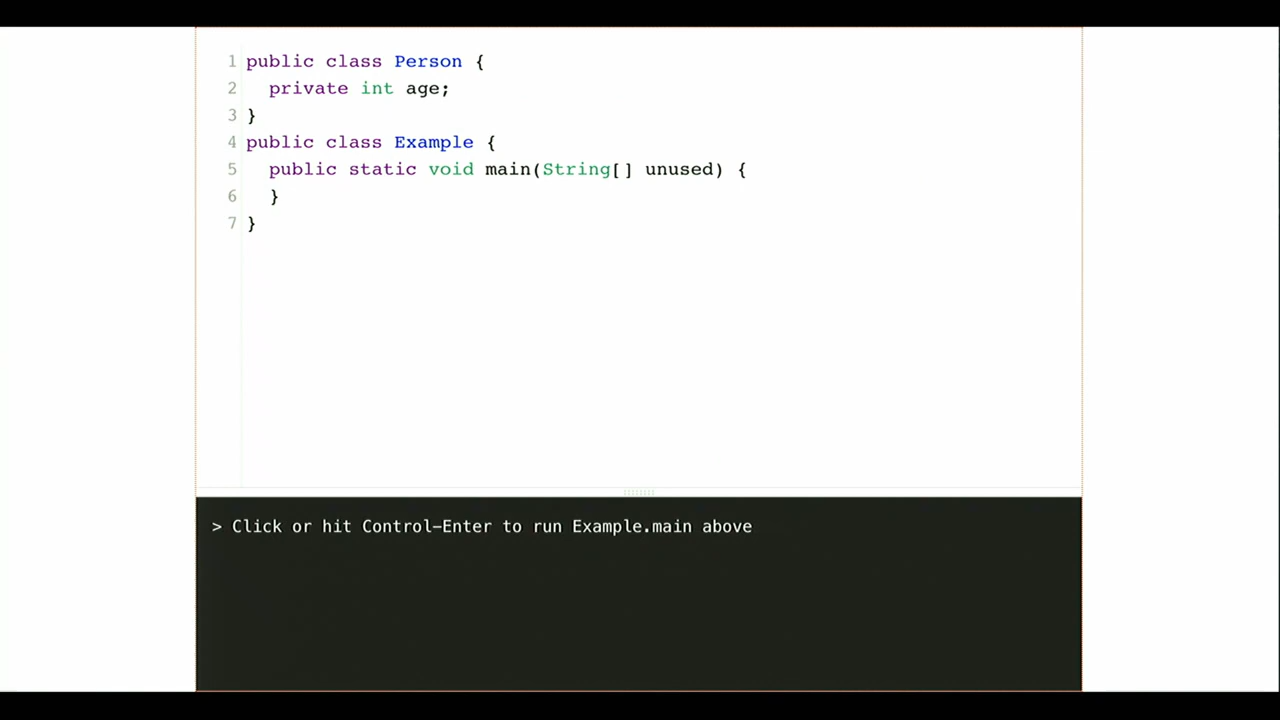 1 public class Person {
2   private int age;
3 }
4 public class Example {
5   public static void main(String[] unused) {
6   }
7 }
> Click or hit Control-Enter to run Example.main above